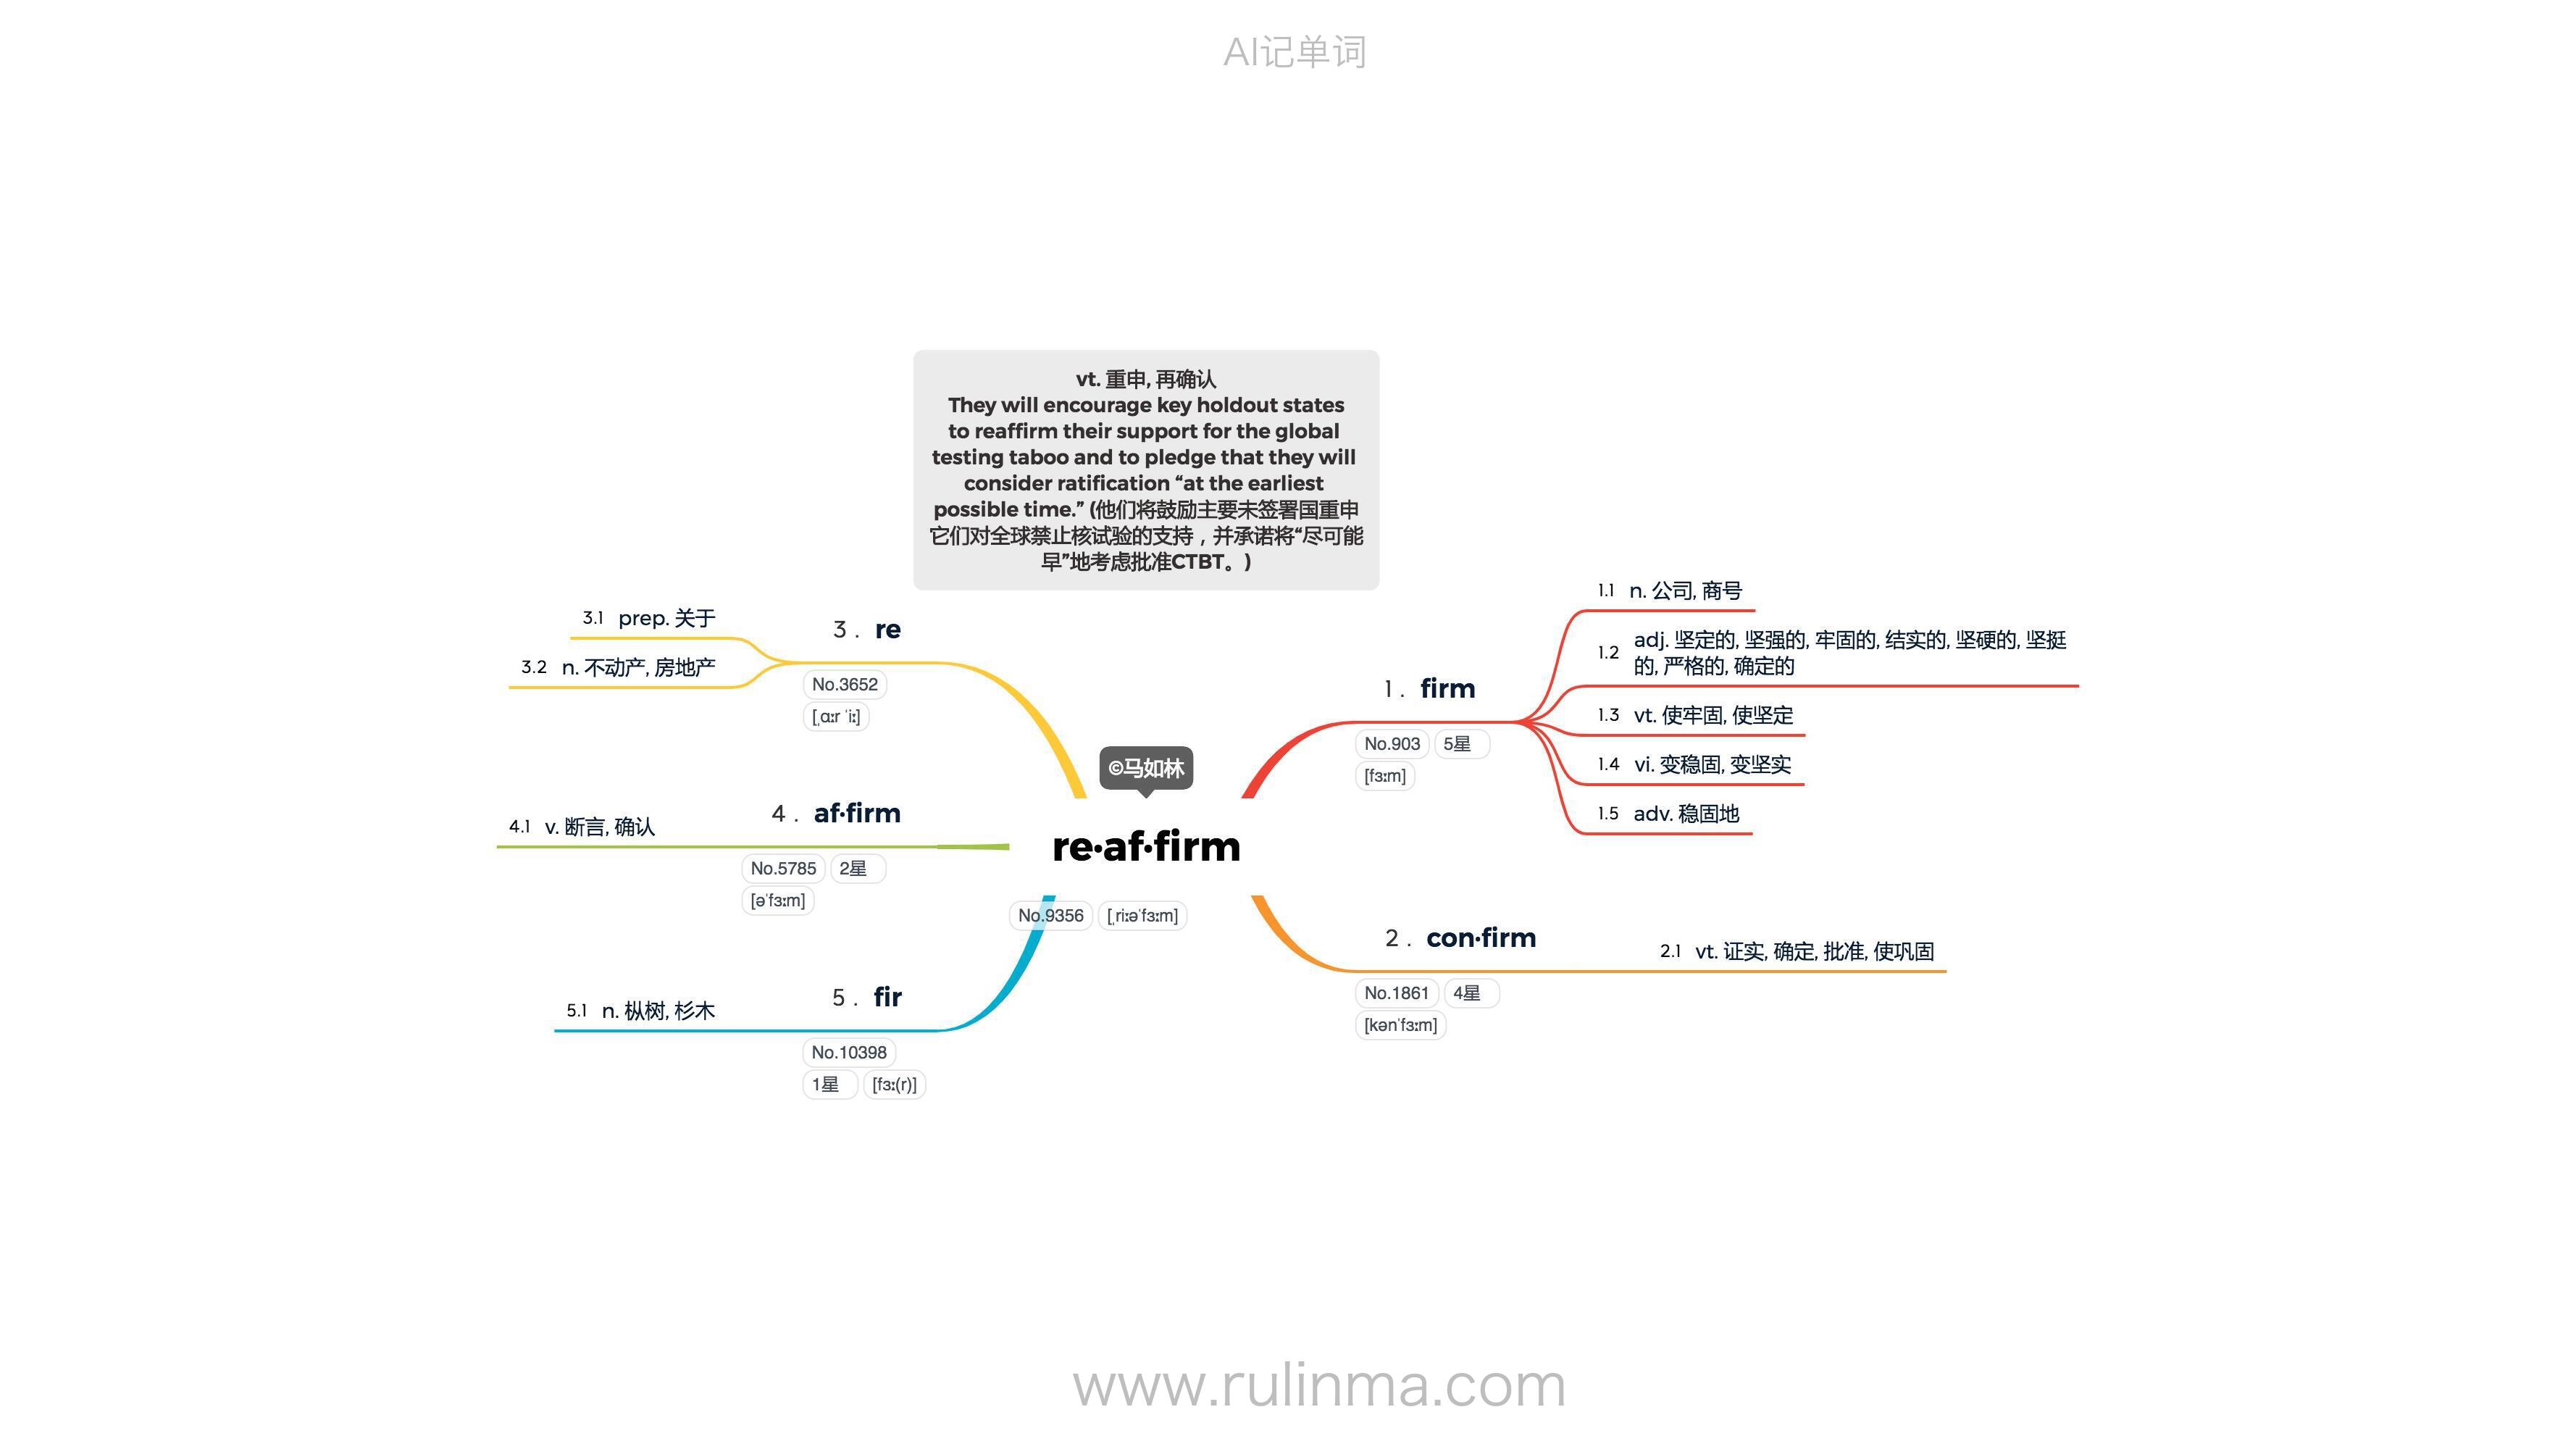 AI记单词
vt. 重申, 再确认
They will encourage key holdout states
to reaffirm their support for the global
testing taboo and to pledge that they will
consider ratification “at the earliest
possible time.” (他们将鼓励主要未签署国重申
它们对全球禁止核试验的支持，并承诺将“尽可能
早”地考虑批准CTBT。)
©马如林
re·af·firm
No.9356 [ˌriːəˈfɜːm]
1. firm
No.903 5星
[fɜːm]
1.1 n. 公司, 商号
1.2 adj. 坚定的, 坚强的, 牢固的, 结实的, 坚硬的, 坚挺
的, 严格的, 确定的
1.3 vt. 使牢固, 使坚定
1.4 vi. 变稳固, 变坚实
1.5 adv. 稳固地
2. con·firm
No.1861 4星
[kənˈfɜːm]
2.1 vt. 证实, 确定, 批准, 使巩固
3. re
No.3652
[ˌɑːr ˈiː]
3.1 prep. 关于
3.2 n. 不动产, 房地产
4. af·firm
No.5785 2星
[əˈfɜːm]
4.1 v. 断言, 确认
5. fir
No.10398
1星 [fɜː(r)]
5.1 n. 枞树, 杉木
www.rulinma.com